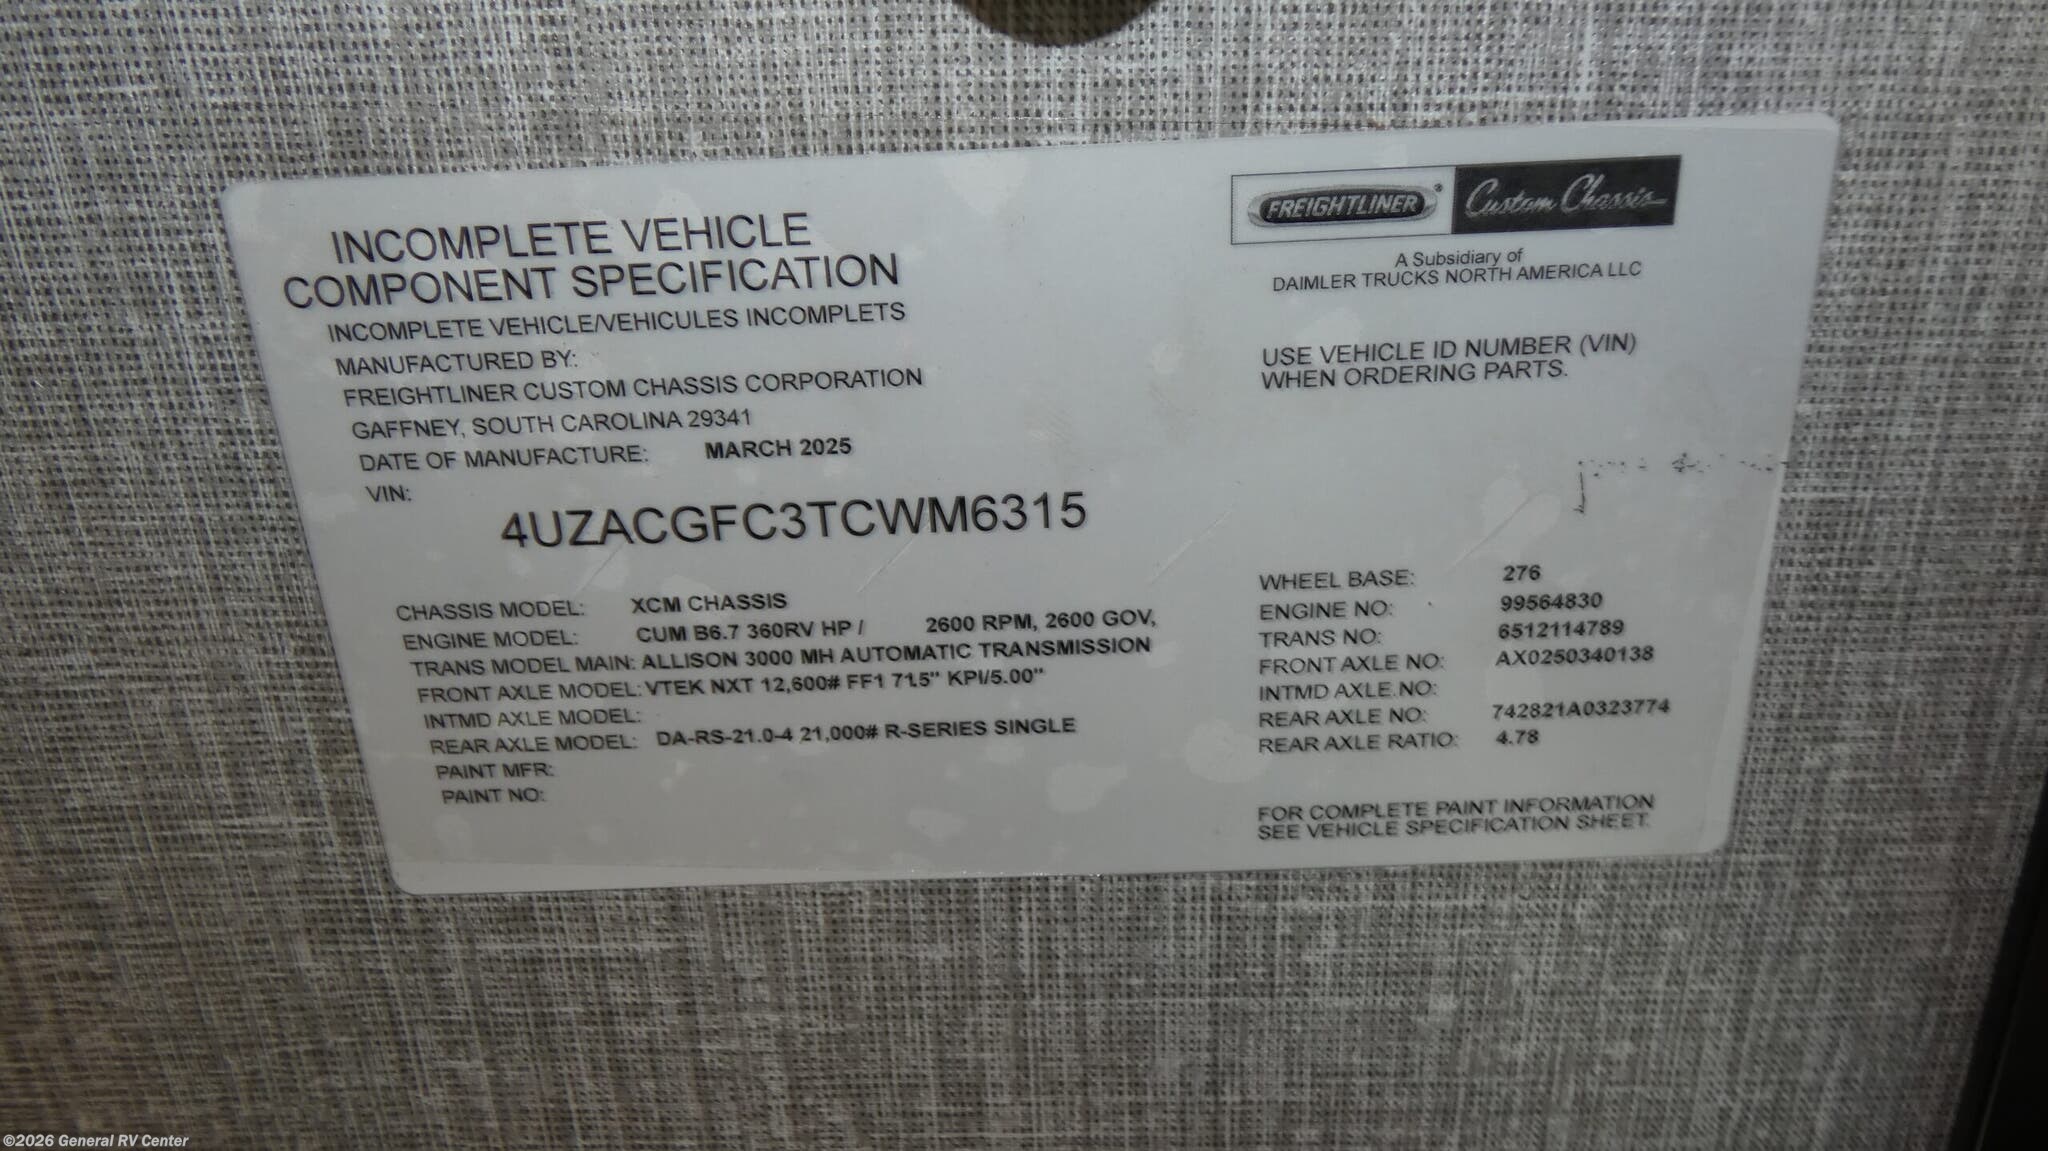 INCOMPLETE VEHICLE
COMPONENT SPECIFICATION
INCOMPLETE VEHICLE/VEHICULES INCOMPLETS
MANUFACTURED BY:
FREIGHTLINER CUSTOM CHASSIS CORPORATION
GAFFNEY, SOUTH CAROLINA 29341
DATE OF MANUFACTURE: MARCH 2025
VIN:
4UZACGFC3TCWM6315
CHASSIS MODEL: XCM CHASSIS
ENGINE MODEL: CUM B6.7 360RV HP / 2600 RPM, 2600 GOV,
TRANS MODEL MAIN: ALLISON 3000 MH AUTOMATIC TRANSMISSION
FRONT AXLE MODEL: VTEK NXT 12,600# FF1 71.5" KPI/5.00"
INTMD AXLE MODEL:
REAR AXLE MODEL: DA-RS-21.0-4 21,000# R-SERIES SINGLE
PAINT MFR:
PAINT NO:
FREIGHTLINER® Custom Chassis
A Subsidiary of
DAIMLER TRUCKS NORTH AMERICA LLC
USE VEHICLE ID NUMBER (VIN)
WHEN ORDERING PARTS.
WHEEL BASE: 276
ENGINE NO: 99564830
TRANS NO: 6512114789
FRONT AXLE NO: AX0250340138
INTMD AXLE NO:
REAR AXLE NO: 742821A0323774
REAR AXLE RATIO: 4.78
FOR COMPLETE PAINT INFORMATION
SEE VEHICLE SPECIFICATION SHEET.
©2026 General RV Center